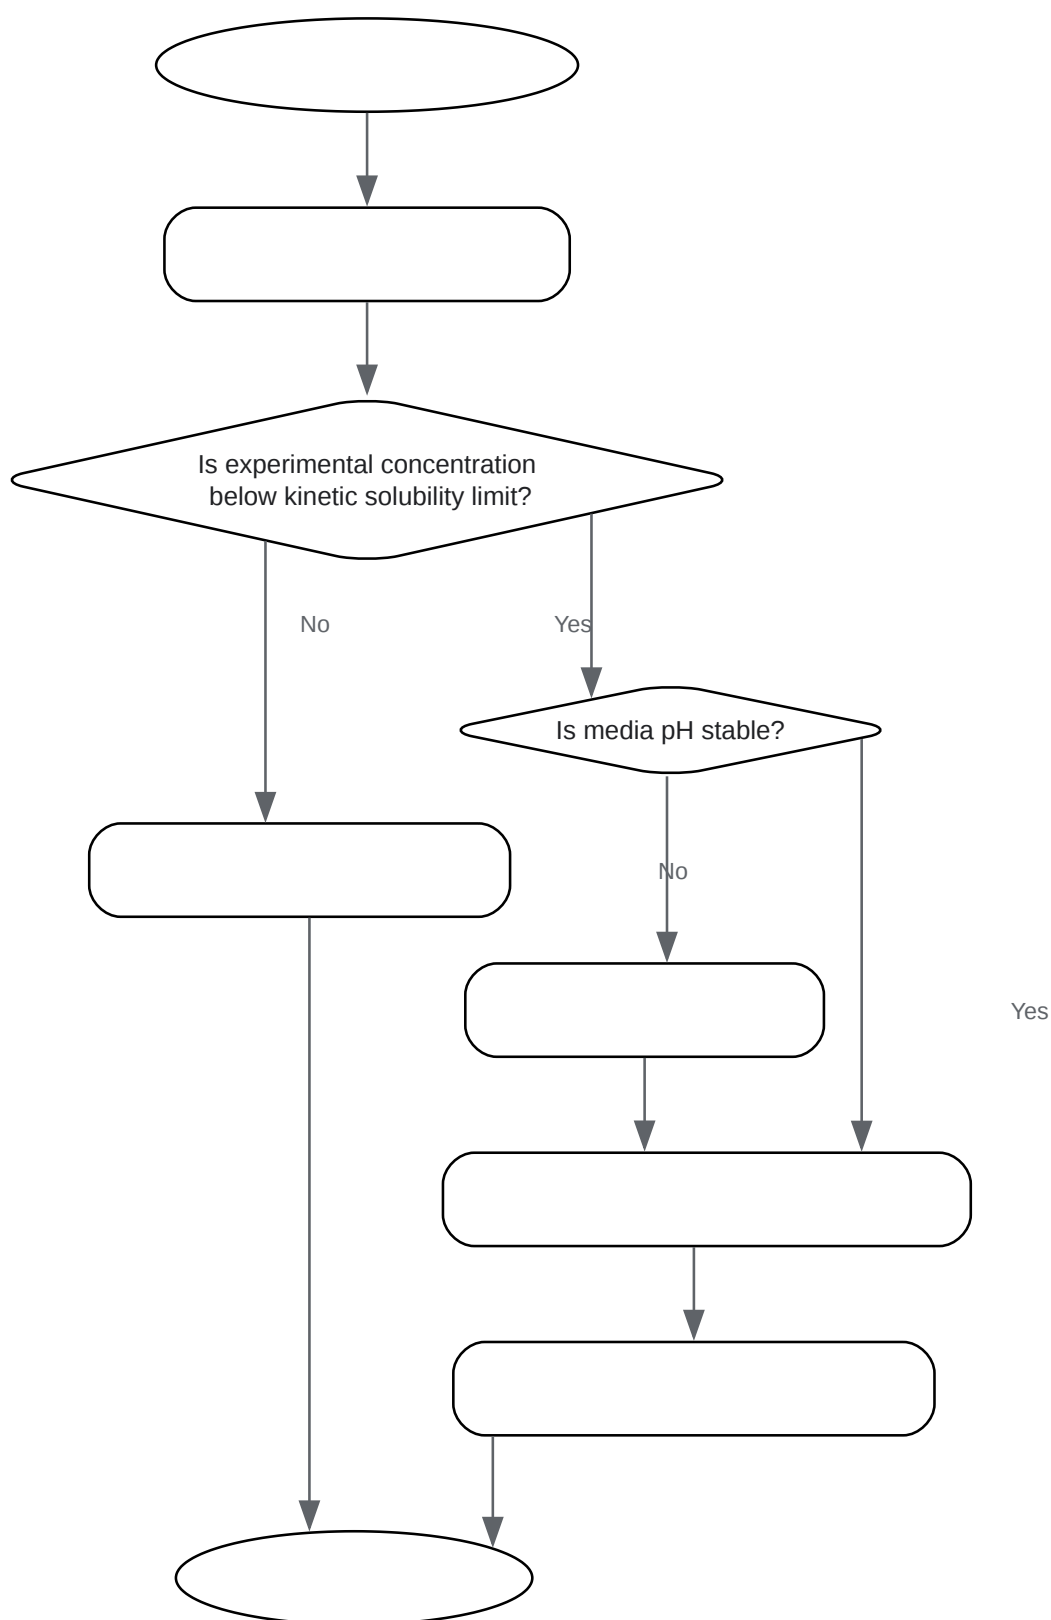 Is experimental concentration
below kinetic solubility limit?
No
Yes
Is media pH stable?
No
Yes